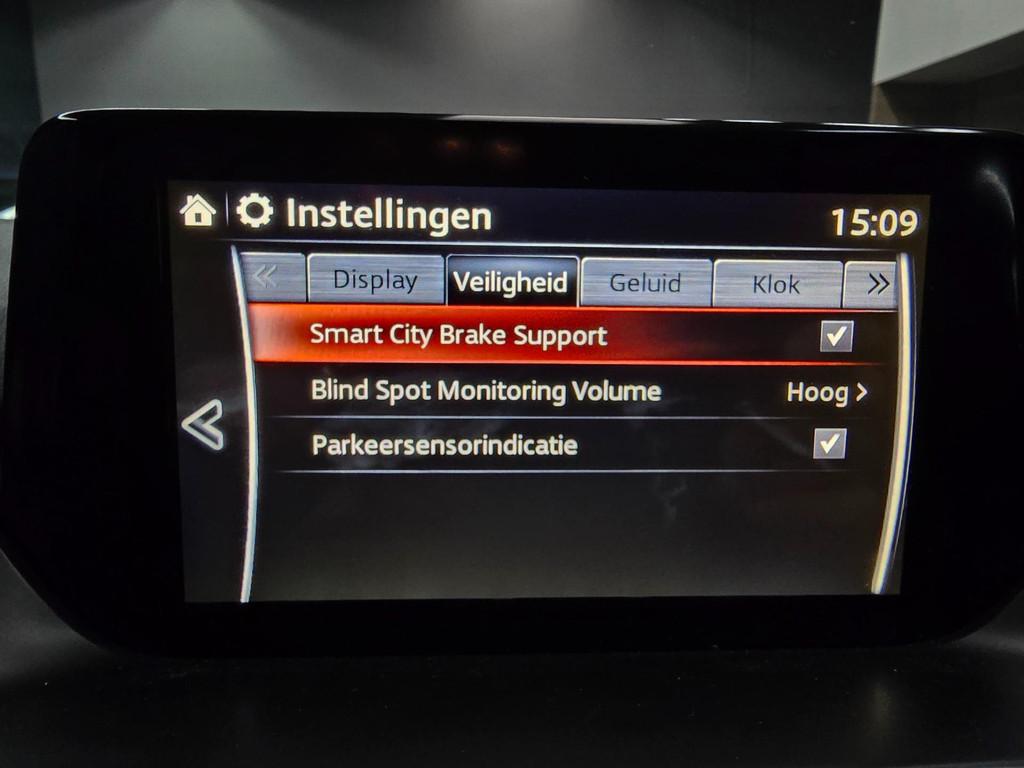 Instellingen 15:09
Display Veiligheid Geluid Klok
Smart City Brake Support
Blind Spot Monitoring Volume Hoog
Parkeersensorindicatie